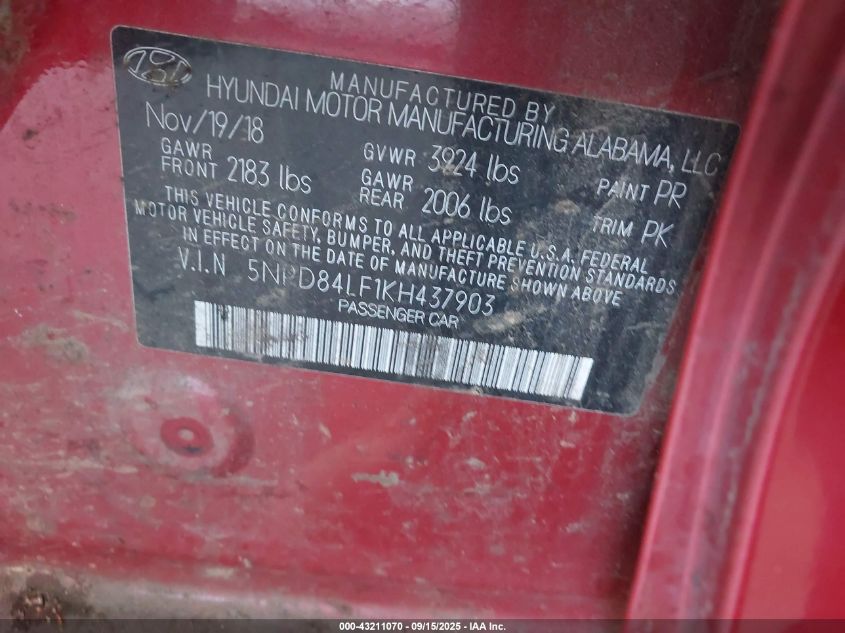 MANUFACTURED BY
HYUNDAI MOTOR MANUFACTURING ALABAMA, LLC
Nov/19/18
GAWR FRONT 2183 lbs
GVWR 3924 lbs
GAWR REAR 2006 lbs
PAINT PR
TRIM PK
THIS VEHICLE CONFORMS TO ALL APPLICABLE U.S.A. FEDERAL
MOTOR VEHICLE SAFETY, BUMPER, AND THEFT PREVENTION STANDARDS
IN EFFECT ON THE DATE OF MANUFACTURE SHOWN ABOVE
V.I.N 5NPD84LF1KH437903
PASSENGER CAR
000-43211070 - 09/15/2025 - IAA Inc.